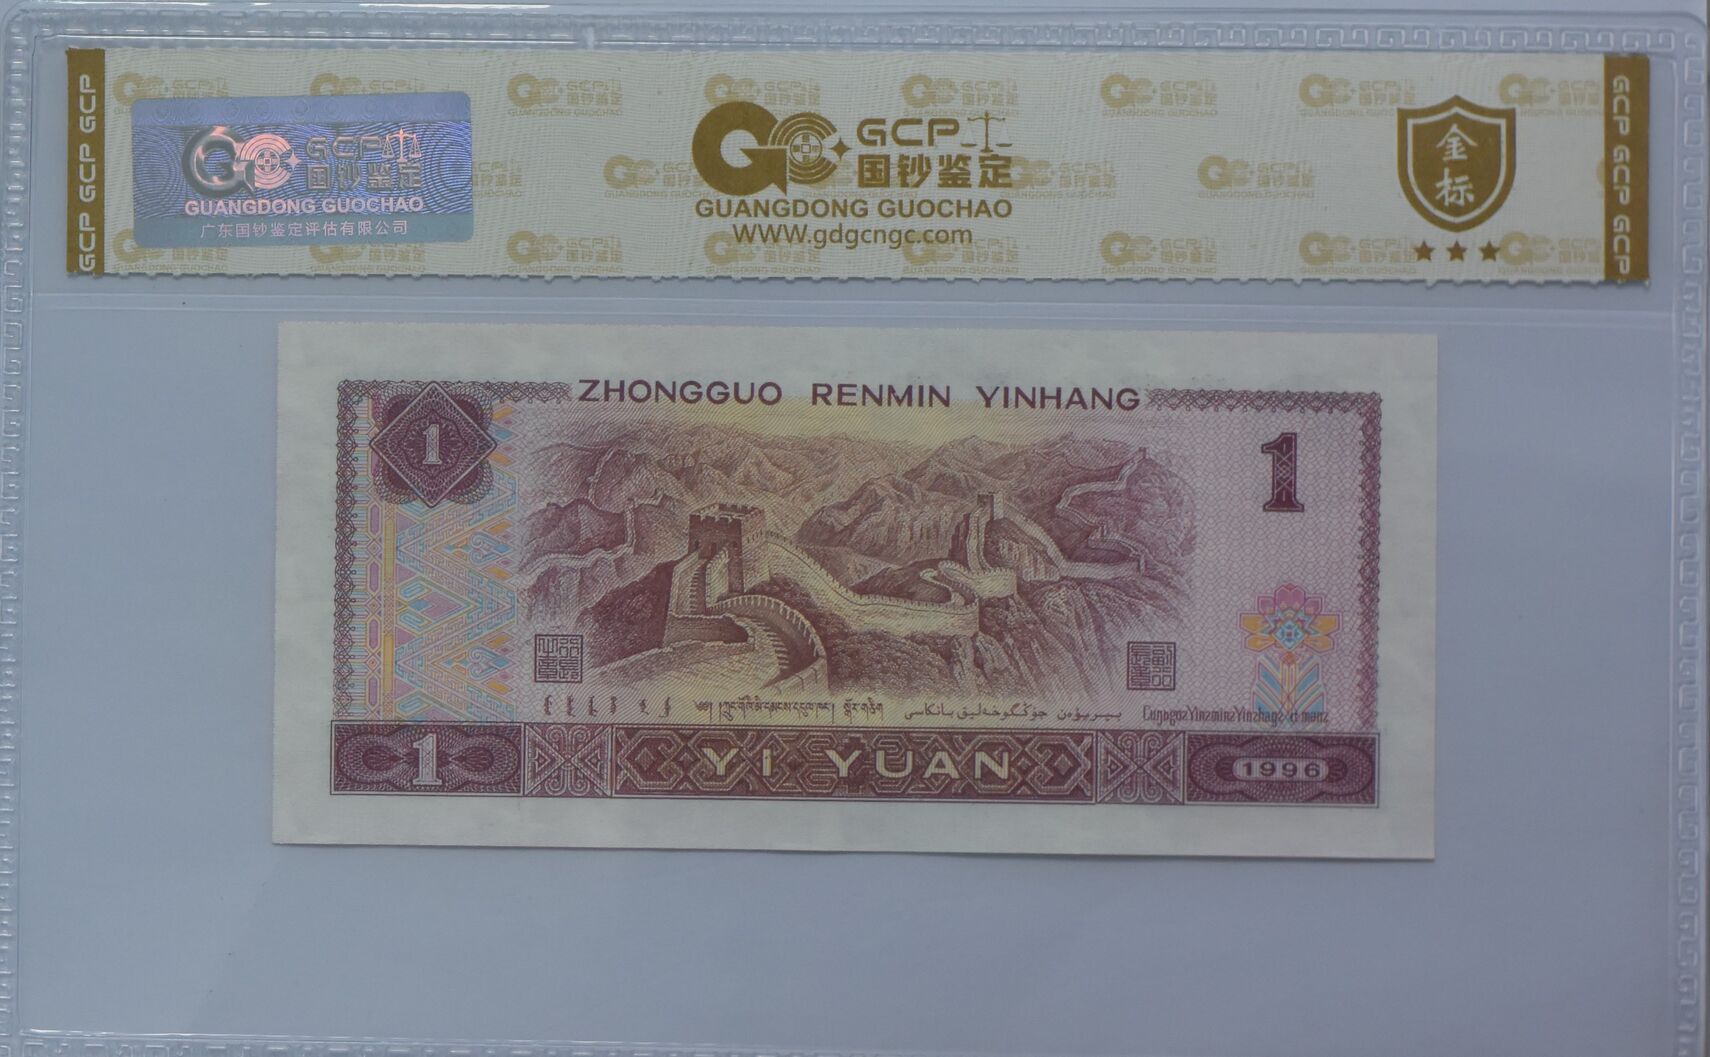 GCP GCP GCP
GCP
国钞鉴定
GUANGDONG GUOCHAO
广东国钞鉴定评估有限公司
GCP
国钞鉴定
GUANGDONG GUOCHAO
WWW.gdgcngc.com
金标
GCP GCP GCP
ZHONGGUO RENMIN YINHANG
1
1
1
YI YUAN
1996